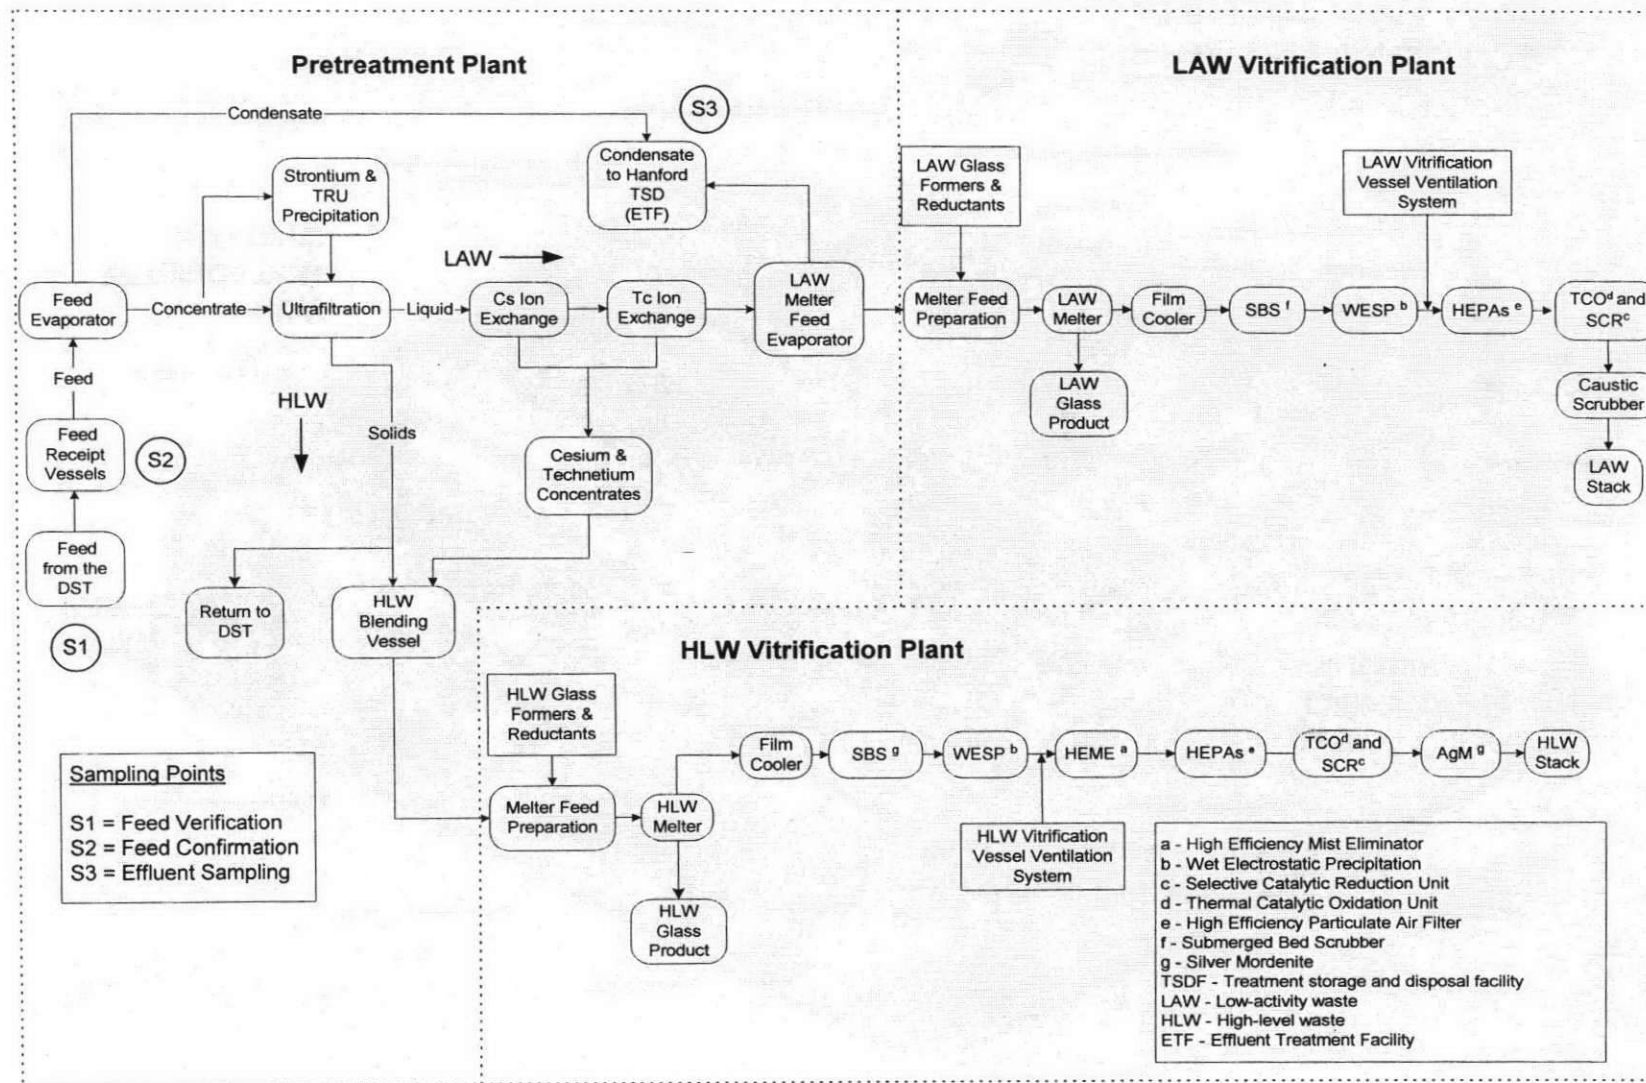 Pretreatment Plant
Condensate
S3
Condensate
to Hanford
TSD
(ETF)
Strontium &
TRU
Precipitation
LAW
Feed
Evaporator
Concentrate
Ultrafiltration
Liquid
Cs Ion
Exchange
Tc Ion
Exchange
LAW
Melter
Feed
Evaporator
Feed
HLW
Solids
Feed
Receipt
Vessels
S2
Cesium &
Technetium
Concentrates
Feed
from the
DST
S1
Return to
DST
HLW
Blending
Vessel
Sampling Points
S1 = Feed Verification
S2 = Feed Confirmation
S3 = Effluent Sampling
LAW Vitrification Plant
LAW Glass
Formers &
Reductants
LAW Vitrification
Vessel Ventilation
System
Melter Feed
Preparation
LAW
Melter
Film
Cooler
SBS f
WESP b
HEPAs e
TCOd and
SCRc
LAW
Glass
Product
Caustic
Scrubber
LAW
Stack
HLW Vitrification Plant
HLW Glass
Formers &
Reductants
Melter Feed
Preparation
HLW
Melter
HLW
Glass
Product
Film
Cooler
SBS g
WESP b
HEME a
HEPAs e
TCOd and
SCRc
AgM g
HLW
Stack
HLW Vitrification
Vessel Ventilation
System
a - High Efficiency Mist Eliminator
b - Wet Electrostatic Precipitation
c - Selective Catalytic Reduction Unit
d - Thermal Catalytic Oxidation Unit
e - High Efficiency Particulate Air Filter
f - Submerged Bed Scrubber
g - Silver Mordenite
TSDF - Treatment storage and disposal facility
LAW - Low-activity waste
HLW - High-level waste
ETF - Effluent Treatment Facility